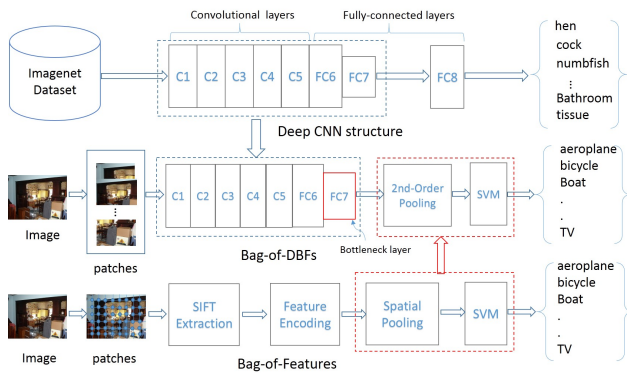 Convolutional layers
Fully-connected layers
Imagenet
Dataset
C1
C2
C3
C4
C5
FC6
FC7
FC8
hen
cock
numbfish
⋮
Bathroom
tissue
Deep CNN structure
Image
patches
C1
C2
C3
C4
C5
FC6
FC7
2nd-Order
Pooling
SVM
aeroplane
bicycle
Boat
.
.
TV
Bottleneck layer
Bag-of-DBFs
Image
patches
SIFT
Extraction
Feature
Encoding
Spatial
Pooling
SVM
aeroplane
bicycle
Boat
.
.
TV
Bag-of-Features